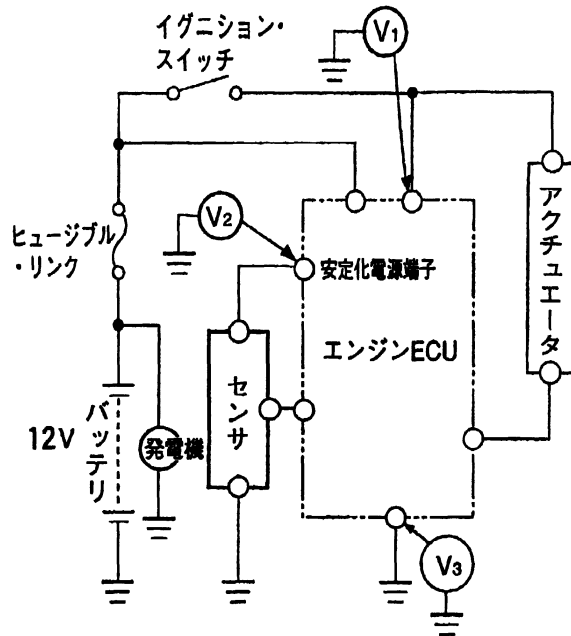 イグニション・
スイッチ
V1
ヒュージブル
・リンク
V2
安定化電源端子
エンジンECU
アクチュエータ
センサ
12V
バッテリ
発電機
V3